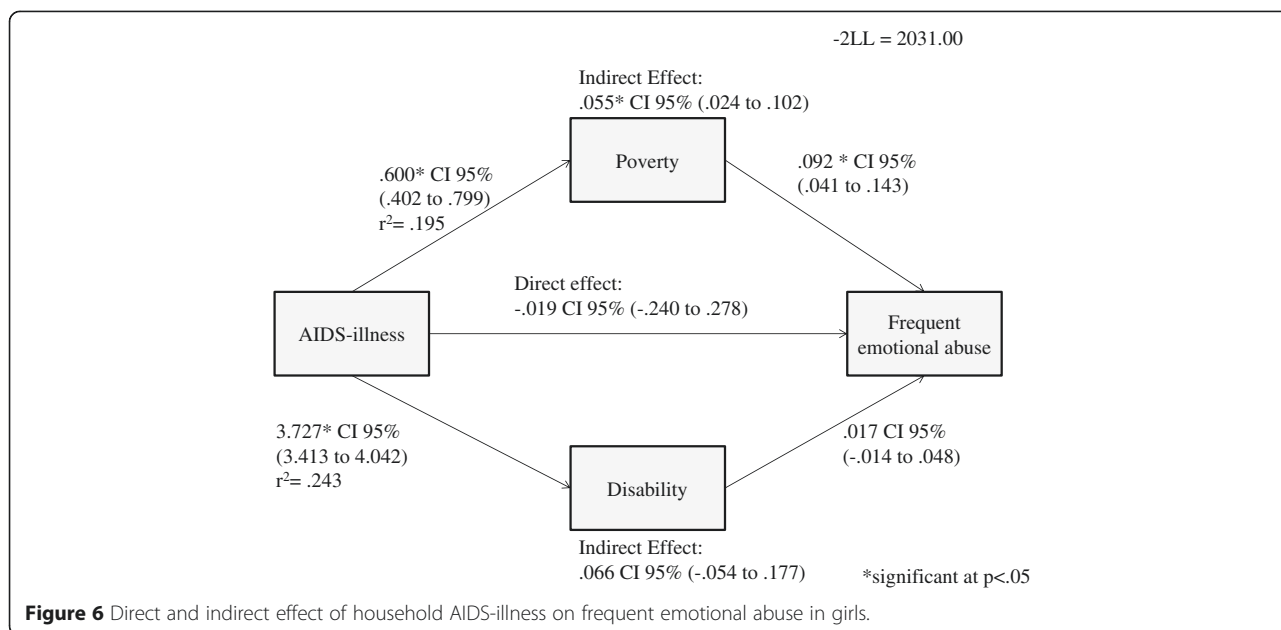 -2LL = 2031.00
Indirect Effect:
.055* CI 95% (.024 to .102)
Poverty
.600* CI 95%
(.402 to .799)
r²= .195
.092 * CI 95%
(.041 to .143)
Direct effect:
-.019 CI 95% (-.240 to .278)
AIDS-illness
Frequent
emotional abuse
3.727* CI 95%
(3.413 to 4.042)
r²= .243
.017 CI 95%
(-.014 to .048)
Disability
Indirect Effect:
.066 CI 95% (-.054 to .177)
*significant at p<.05
Figure 6 Direct and indirect effect of household AIDS-illness on frequent emotional abuse in girls.